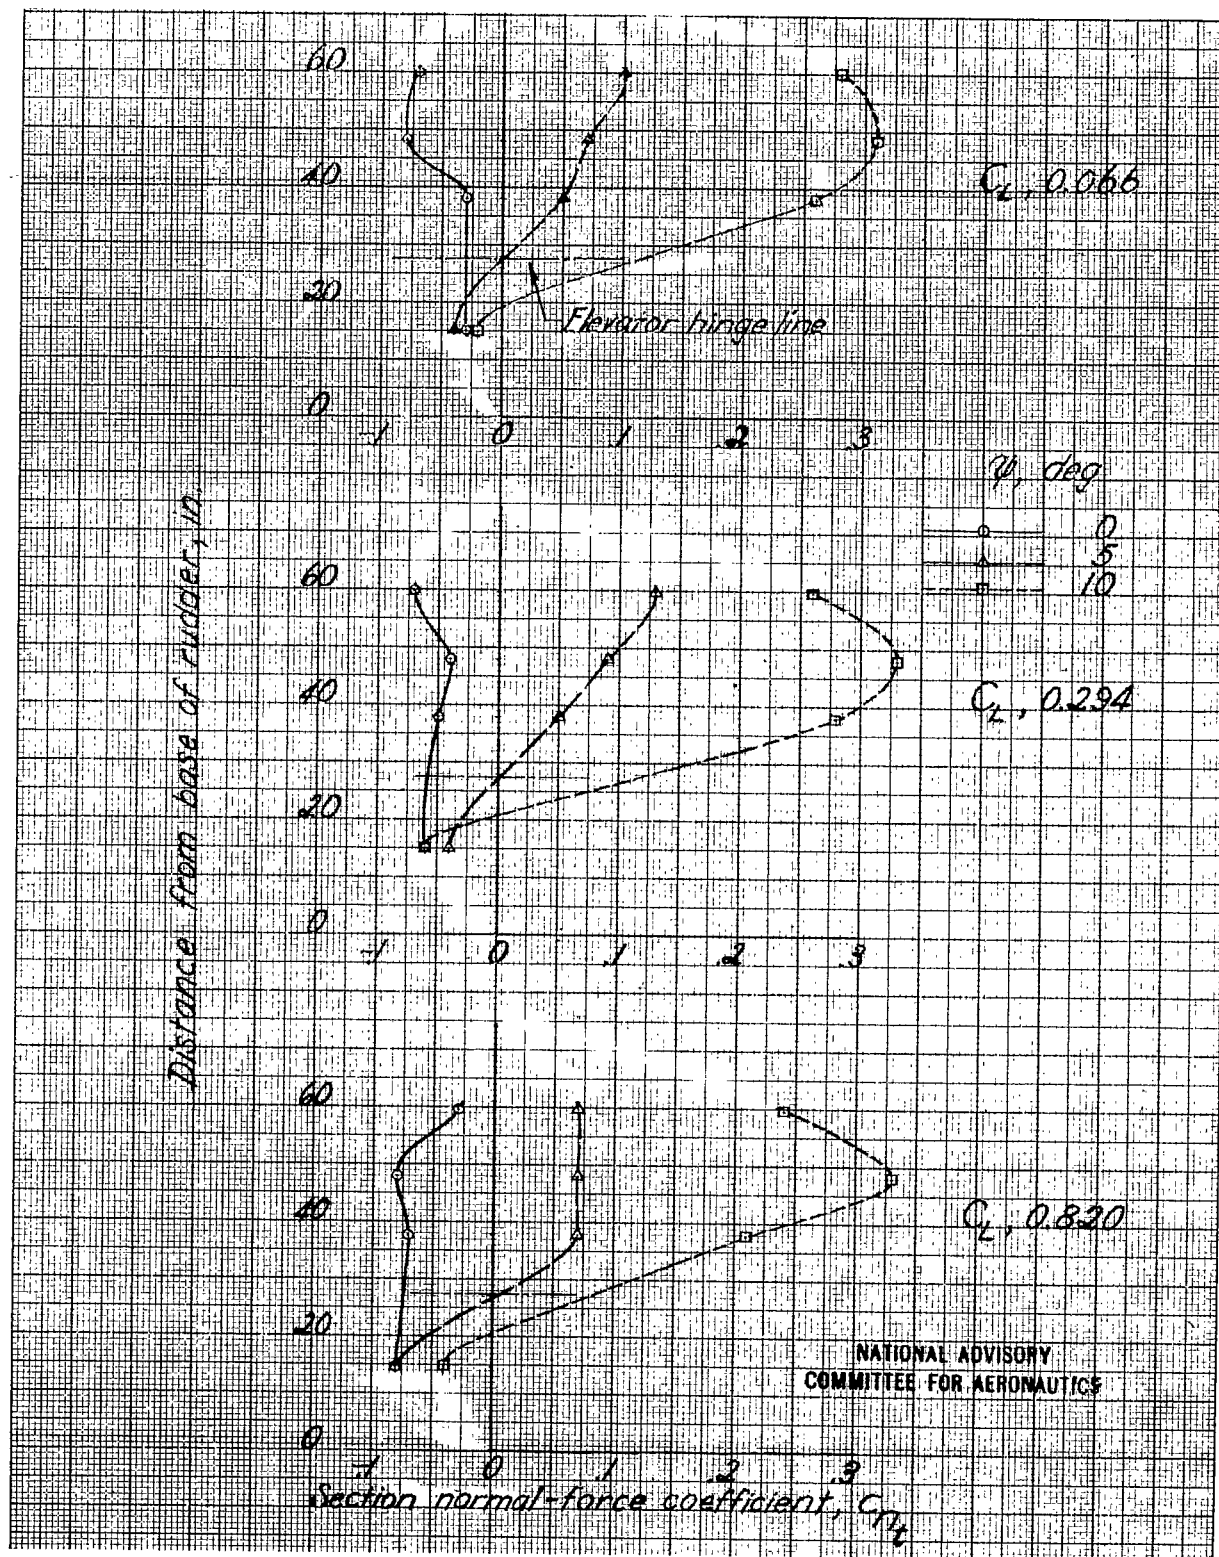 60
40
20
0
C_L, 0.066
Elevator hinge line
-.1 0 .1 .2 .3
ψ, deg
0
5
10
Distance from base of rudder, in.
60
40
20
0
C_L, 0.294
-.1 0 .1 .2 .3
60
40
20
0
C_L, 0.820
NATIONAL ADVISORY
COMMITTEE FOR AERONAUTICS
-.1 0 .1 .2 .3
Section normal-force coefficient, C_{n_t}